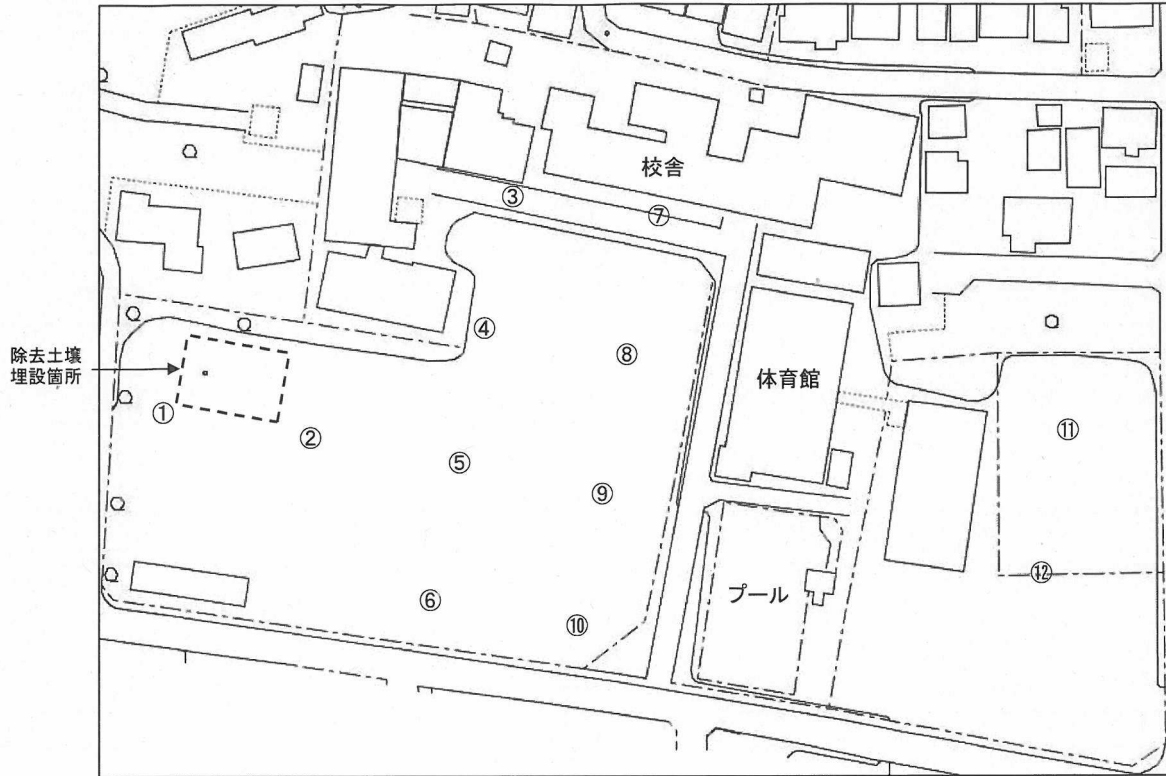 校舎
③
⑦
④
⑧
除去土壌
埋設箇所
体育館
①
②
⑤
⑪
⑨
⑫
プール
⑥
⑩